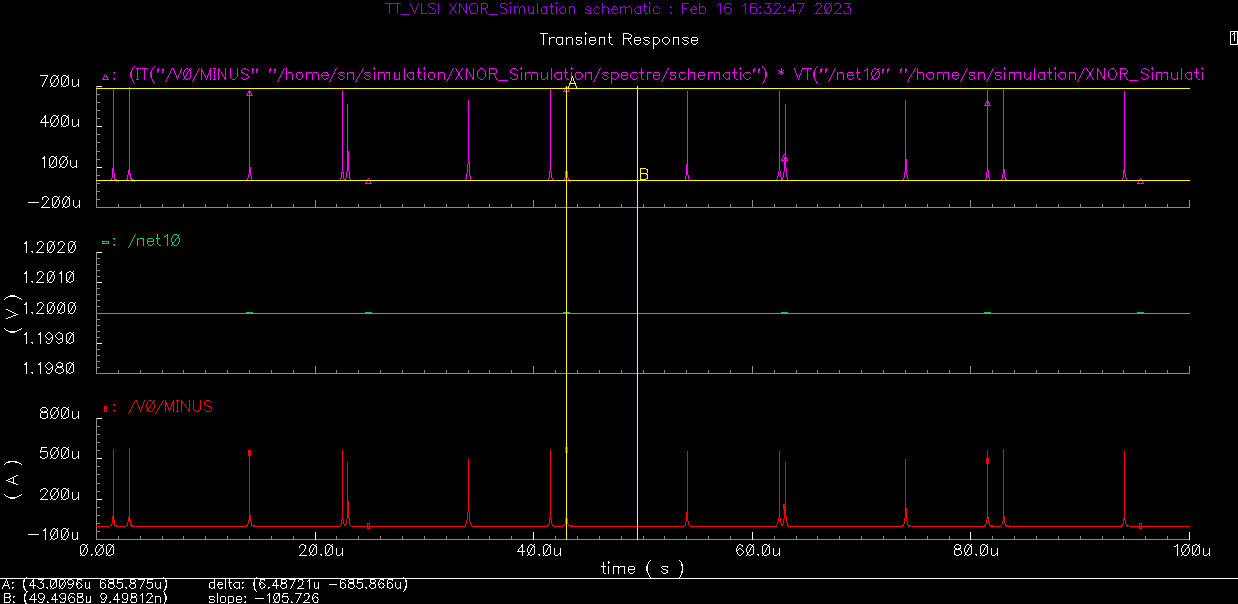 TT_VLSI XNOR_Simulation schematic : Feb 16 16:32:47 2023
Transient Response
1
: (IT("/V0/MINUS" "/home/sn/simulation/XNOR_Simulation/spectre/schematic") * VT("/net10" "/home/sn/simulation/XNOR_Simulati
700u
A
400u
100u
B
-200u
-: /net10
1.2020
1.2010
1.2000
( V )
1.1990
1.1980
: /V0/MINUS
800u
500u
( A )
200u
-100u
0.00 20.0u 40.0u 60.0u 80.0u 100u
time ( s )
A: (43.0096u 685.875u) delta: (6.48721u -685.866u)
B: (49.4968u 9.49812n) slope: -105.726